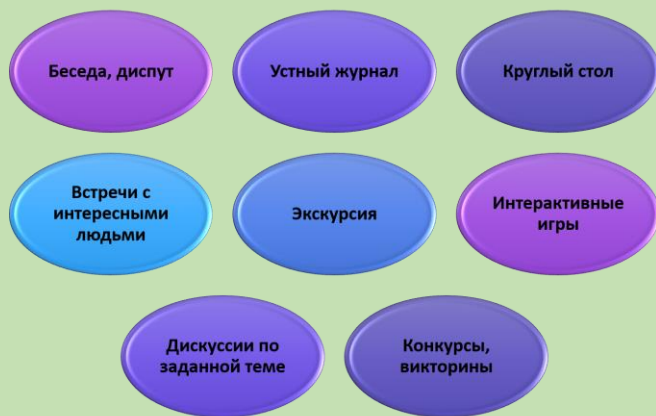 Беседа, диспут
Устный журнал
Круглый стол
Встречи с
интересными
людьми
Экскурсия
Интерактивные
игры
Дискуссии по
заданной теме
Конкурсы,
викторины